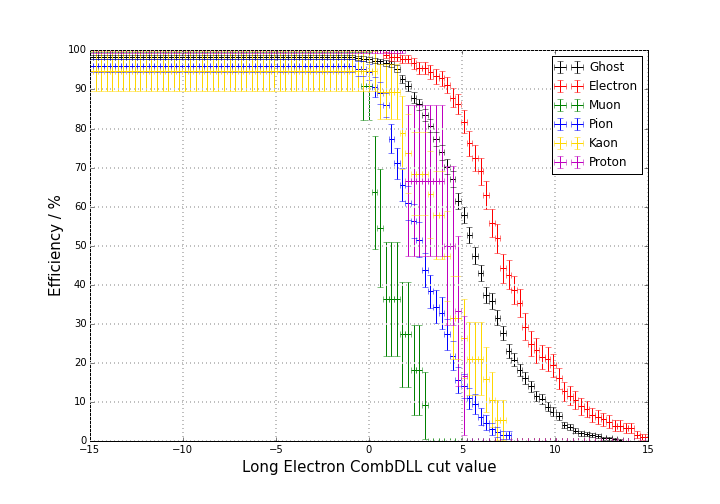 100
90
80
70
60
50
40
30
20
10
0
Efficiency / %
Ghost
Electron
Muon
Pion
Kaon
Proton
−15 −10 −5 0 5 10 15
Long Electron CombDLL cut value